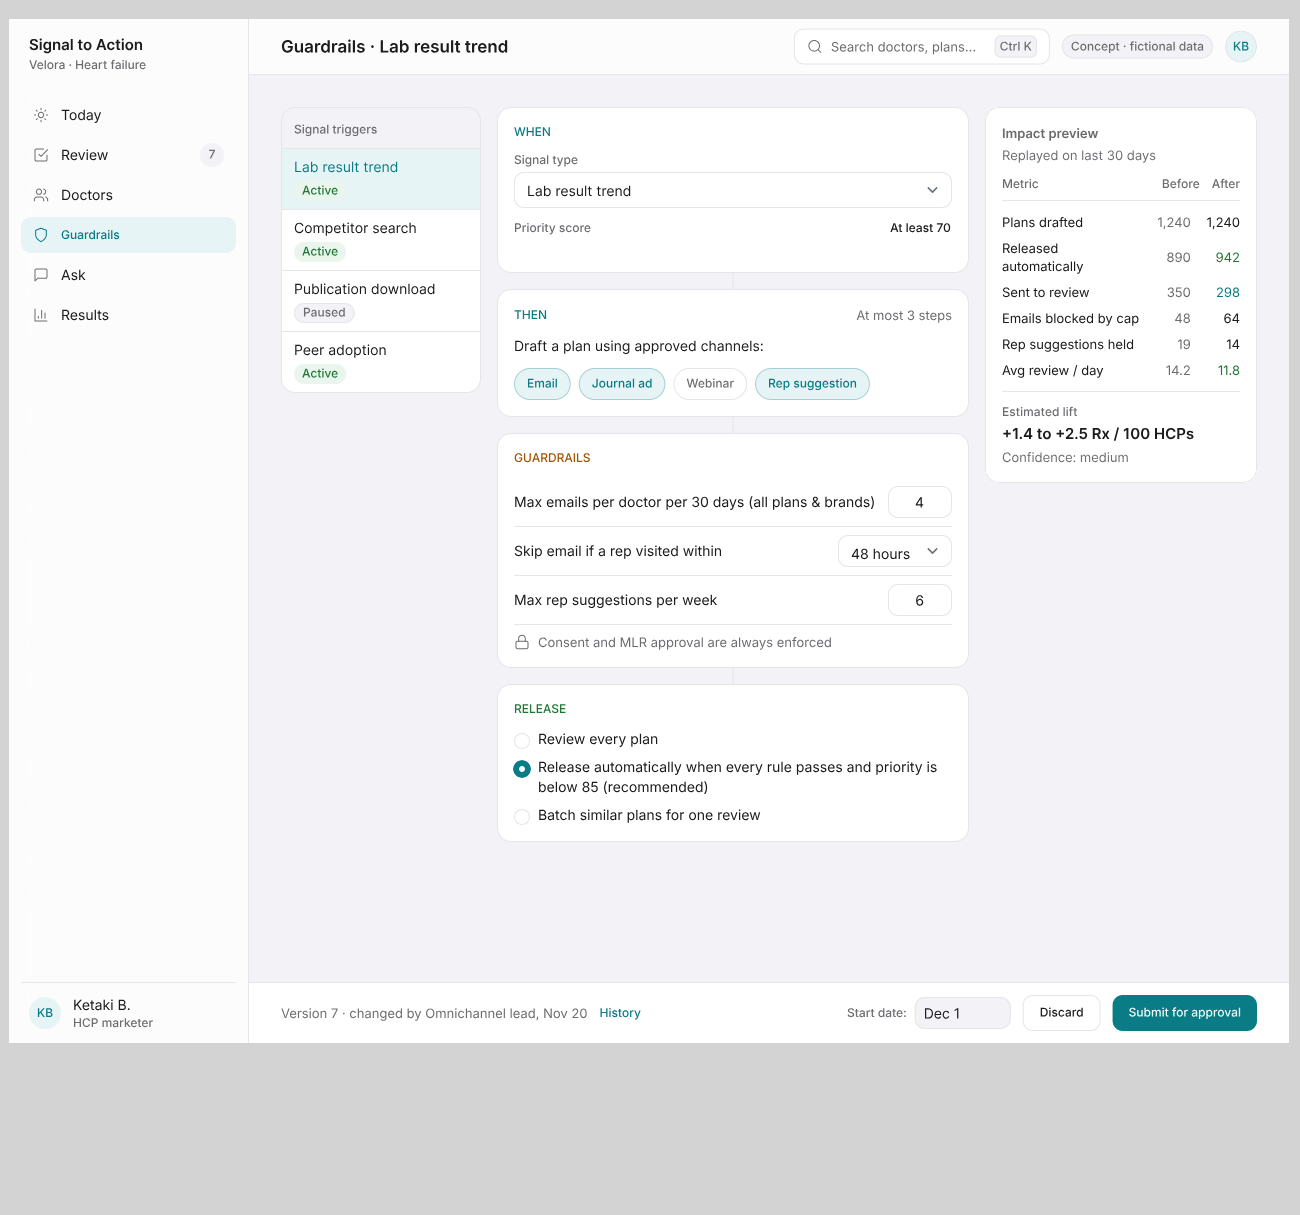 Signal to Action
Velora · Heart failure
Today
Review 7
Doctors
Guardrails
Ask
Results
KB
Ketaki B.
HCP marketer
Guardrails · Lab result trend
Search doctors, plans...
Ctrl K
Concept · fictional data
KB
Signal triggers
Lab result trend
Active
Competitor search
Active
Publication download
Paused
Peer adoption
Active
WHEN
Signal type
Lab result trend
Priority score At least 70
THEN At most 3 steps
Draft a plan using approved channels:
Email Journal ad Webinar Rep suggestion
GUARDRAILS
Max emails per doctor per 30 days (all plans & brands) 4
Skip email if a rep visited within 48 hours
Max rep suggestions per week 6
Consent and MLR approval are always enforced
RELEASE
Review every plan
Release automatically when every rule passes and priority is
below 85 (recommended)
Batch similar plans for one review
Impact preview
Replayed on last 30 days
Metric Before After
Plans drafted 1,240 1,240
Released
automatically 890 942
Sent to review 350 298
Emails blocked by cap 48 64
Rep suggestions held 19 14
Avg review / day 14.2 11.8
Estimated lift
+1.4 to +2.5 Rx / 100 HCPs
Confidence: medium
Version 7 · changed by Omnichannel lead, Nov 20 History
Start date: Dec 1
Discard
Submit for approval